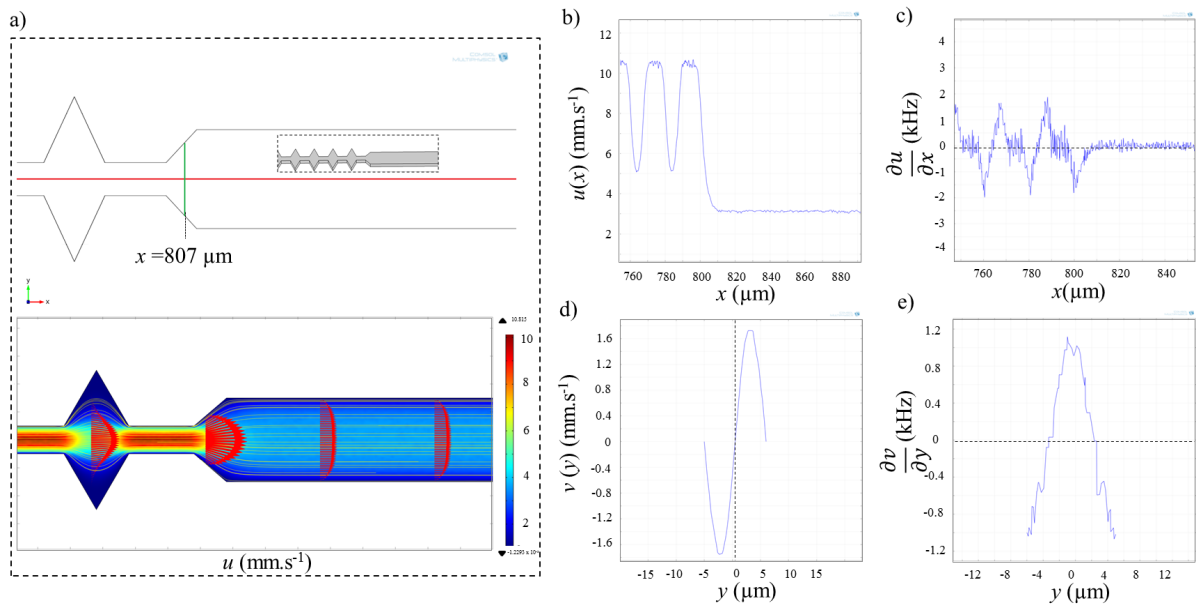 a)
COMSOL
MULTIPHYSICS
x =807 µm
y
x
10.815
10
8
6
4
2
u (mm.s-1)
b)
12
10
8
6
4
2
u(x) (mm.s-1)
760 780 800 820 840 860 880
x (µm)
c)
4
3
2
1
0
-1
-2
-3
-4
∂u
∂x
(kHz)
760 780 800 820 840
x(µm)
d)
1.6
1.2
0.8
0.4
0
-0.4
-0.8
-1.2
-1.6
v (y) (mm.s-1)
-15 -10 -5 0 5 10 15
y (µm)
e)
1.2
0.8
0.4
0
-0.4
-0.8
-1.2
∂v
∂y
(kHz)
-12 -8 -4 0 4 8 12
y (µm)